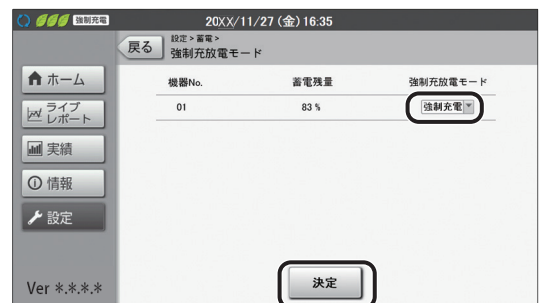 強制充電 20XX/11/27 (金) 16:35
戻る
設定 > 蓄電 >
強制充放電モード
ホーム
ライブ
レポート
実績
情報
設定
Ver *.*.*.*
機器No. 蓄電残量 強制充放電モード
01 83 % 強制充電
決定